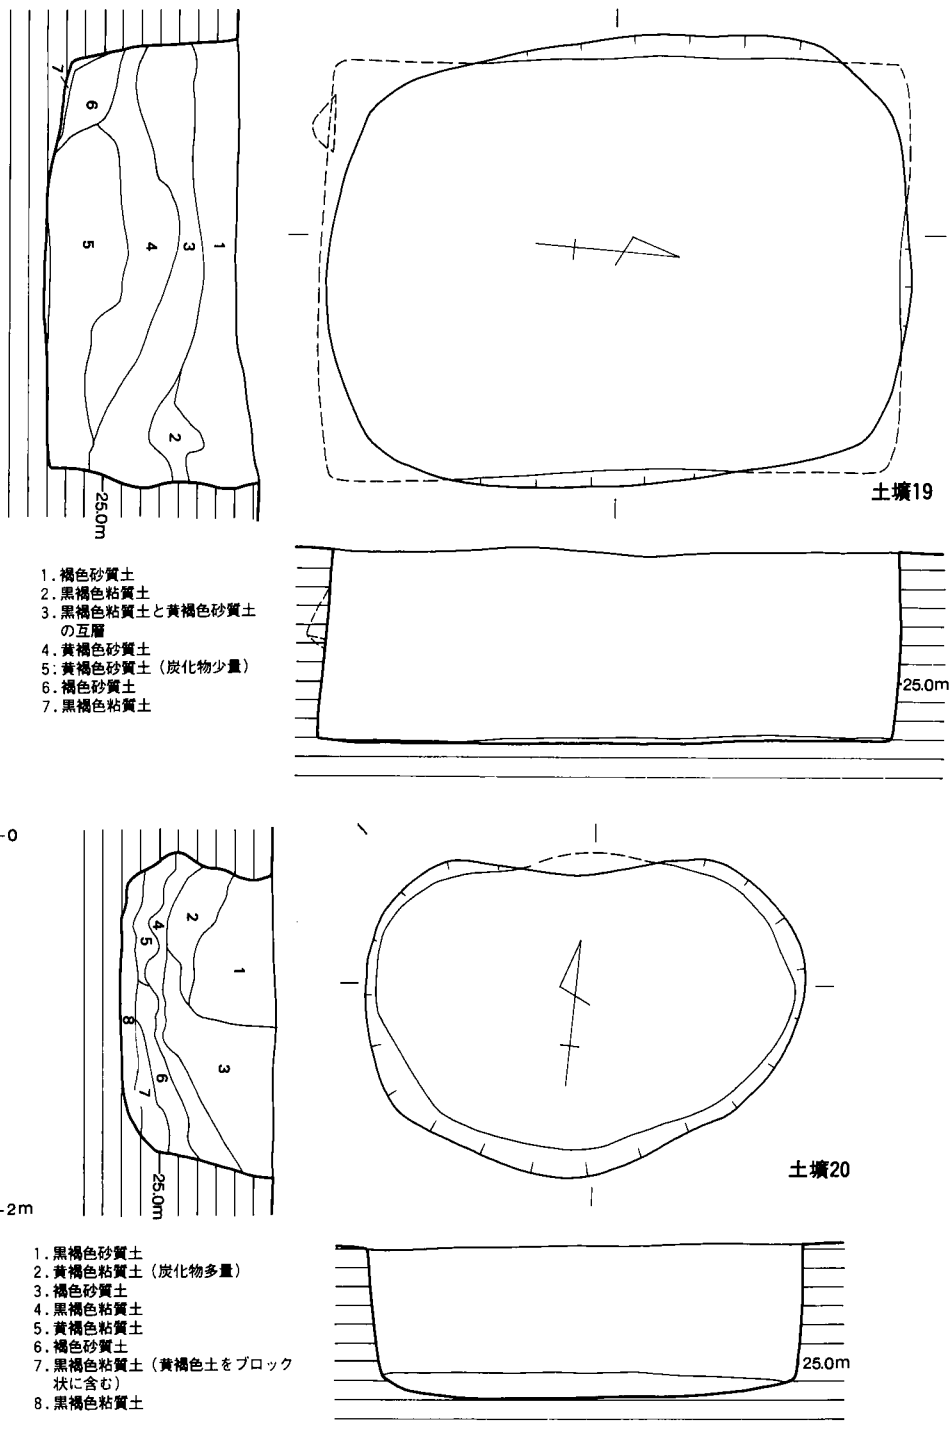 7
6
5
4
3
1
2
25.0m
土壙19
1.褐色砂質土
2.黒褐色粘質土
3.黒褐色粘質土と黄褐色砂質土
の互層
4.黄褐色砂質土
5:黄褐色砂質土（炭化物少量）
6.褐色砂質土
7.黒褐色粘質土
25.0m
0
2
4
5
1
8
3
6
7
25.0m
土壙20
2m
1.黒褐色砂質土
2.黄褐色粘質土（炭化物多量）
3.褐色砂質土
4.黒褐色粘質土
5.黄褐色粘質土
6.褐色砂質土
7.黒褐色粘質土（黄褐色土をブロック
状に含む）
8.黒褐色粘質土
25.0m